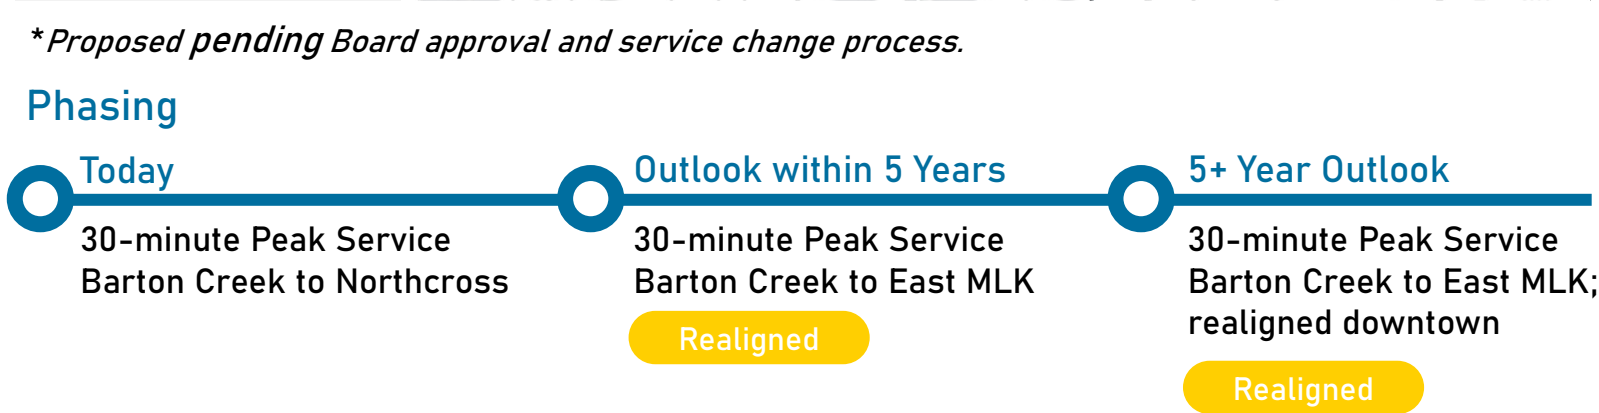 *Proposed pending Board approval and service change process.
Phasing
Today
30-minute Peak Service
Barton Creek to Northcross
Outlook within 5 Years
30-minute Peak Service
Barton Creek to East MLK
Realigned
5+ Year Outlook
30-minute Peak Service
Barton Creek to East MLK;
realigned downtown
Realigned